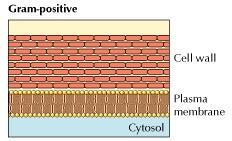 Gram-positive
Cell wall
Plasma
membrane
Cytosol